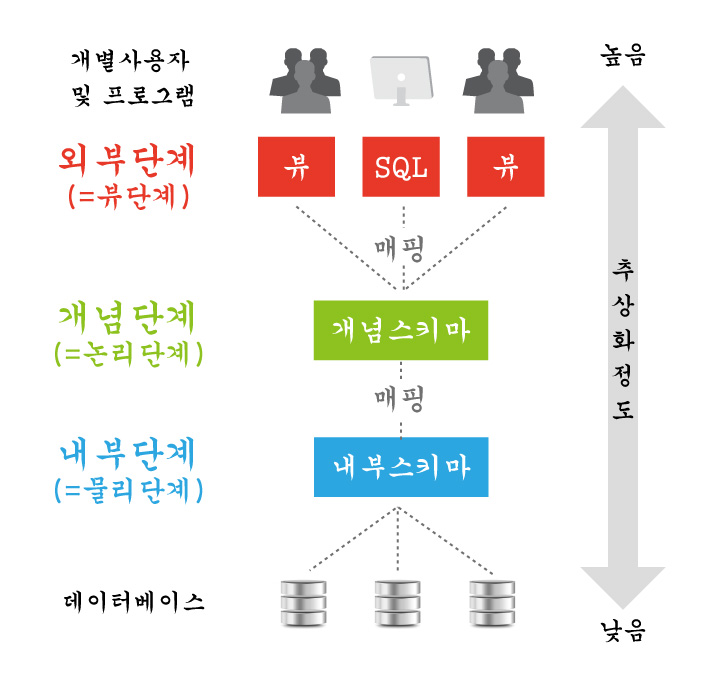 개별사용자
및 프로그램
높음
외부단계
(=뷰단계)
뷰
SQL
뷰
매핑
추상화정도
개념단계
(=논리단계)
개념스키마
매핑
내부단계
(=물리단계)
내부스키마
데이터베이스
낮음